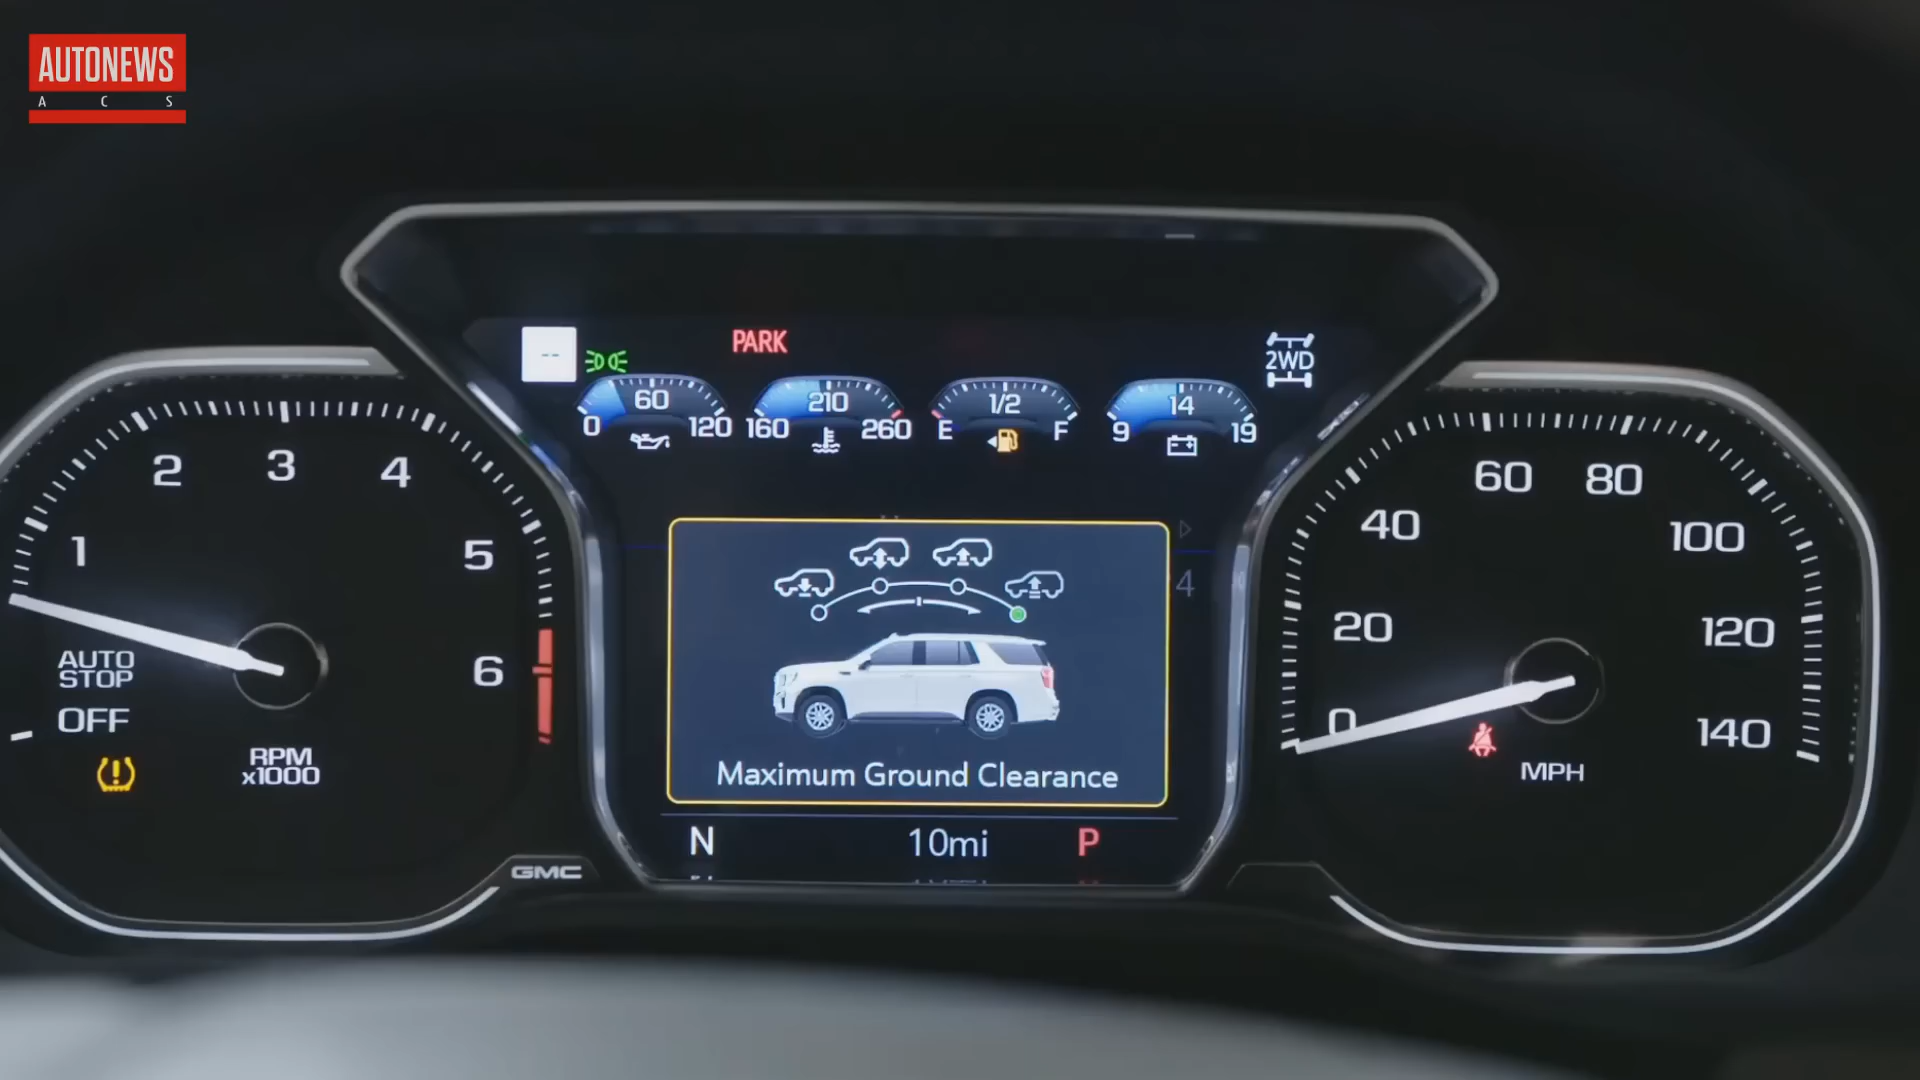 AUTONEWS
A C S
PARK
--
2WD
60
0 120
210
160 260
1/2
E F
14
9 19
1
2
3
4
5
6
AUTO
STOP
OFF
RPM
x1000
GMC
4
Maximum Ground Clearance
N 10mi P
0
20
40
60
80
100
120
140
MPH